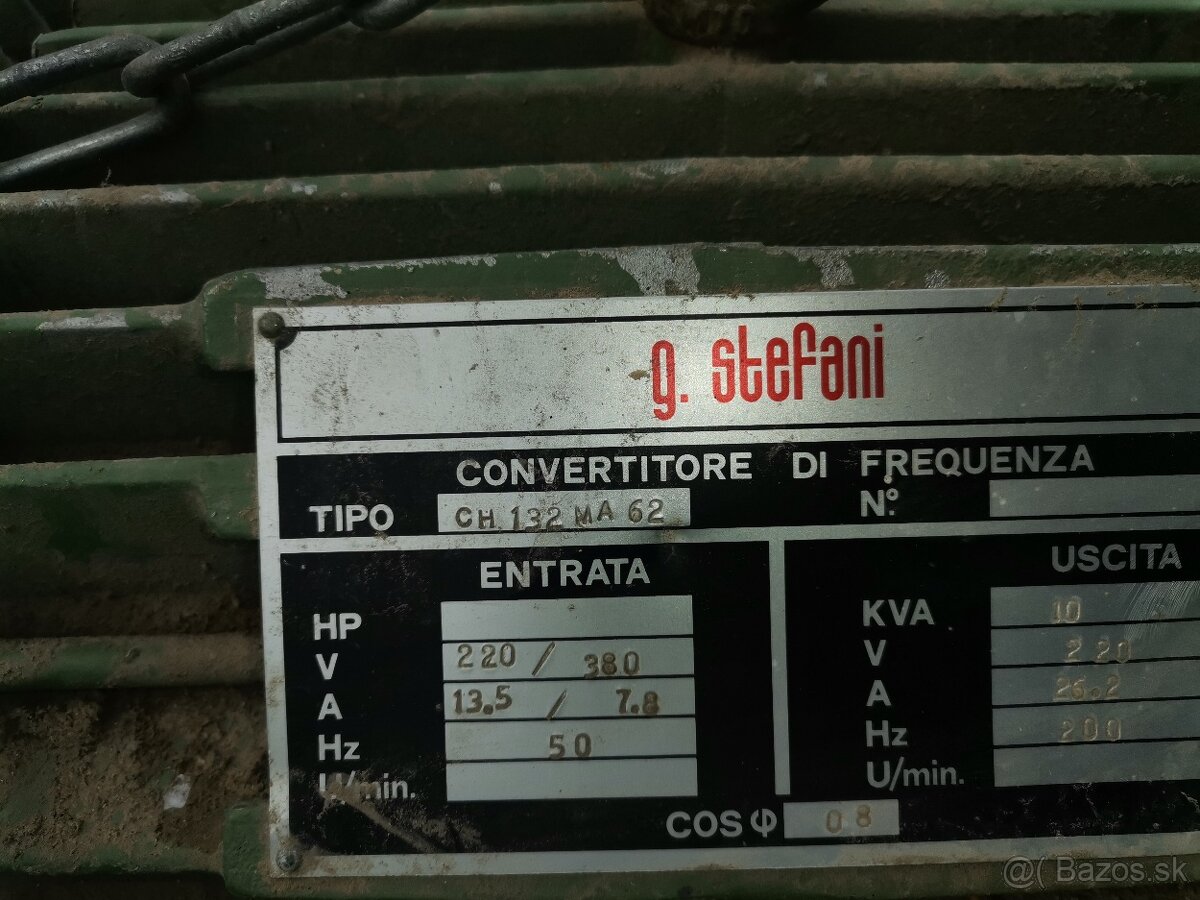 g. stefani
CONVERTITORE DI FREQUENZA
TIPO CH 132 MA 62 N°.
ENTRATA
HP
V 220 / 380
A 13.5 / 7.8
Hz 50
U/min.
USCITA
KVA 10
V 220
A 26.2
Hz 200
U/min.
COS φ 0 8
@( Bazos.sk